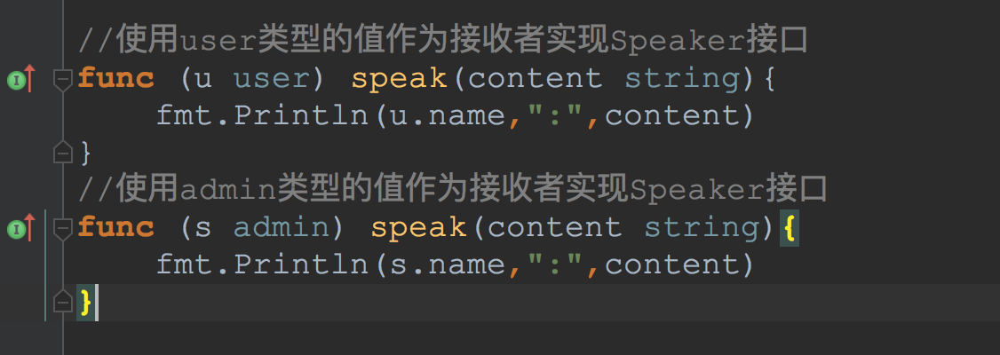 //使用user类型的值作为接收者实现Speaker接口
func (u user) speak(content string){
    fmt.Println(u.name,":",content)
}
//使用admin类型的值作为接收者实现Speaker接口
func (s admin) speak(content string){
    fmt.Println(s.name,":",content)
}